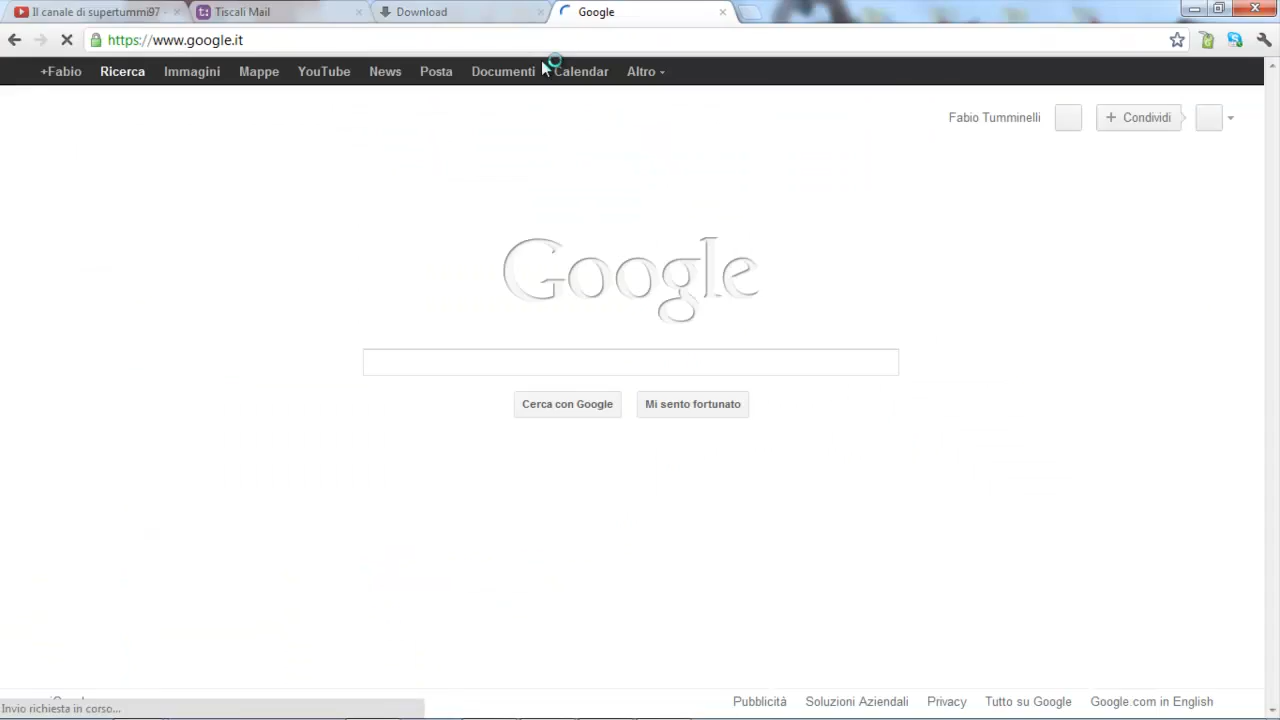 Il canale di supertummi97
Tiscali Mail
Download
Google
https://www.google.it
+Fabio Ricerca Immagini Mappe YouTube News Posta Documenti Calendar Altro
Fabio Tumminelli
+ Condividi
Google
Cerca con Google
Mi sento fortunato
Invio richiesta in corso...
Pubblicità Soluzioni Aziendali Privacy Tutto su Google Google.com in English